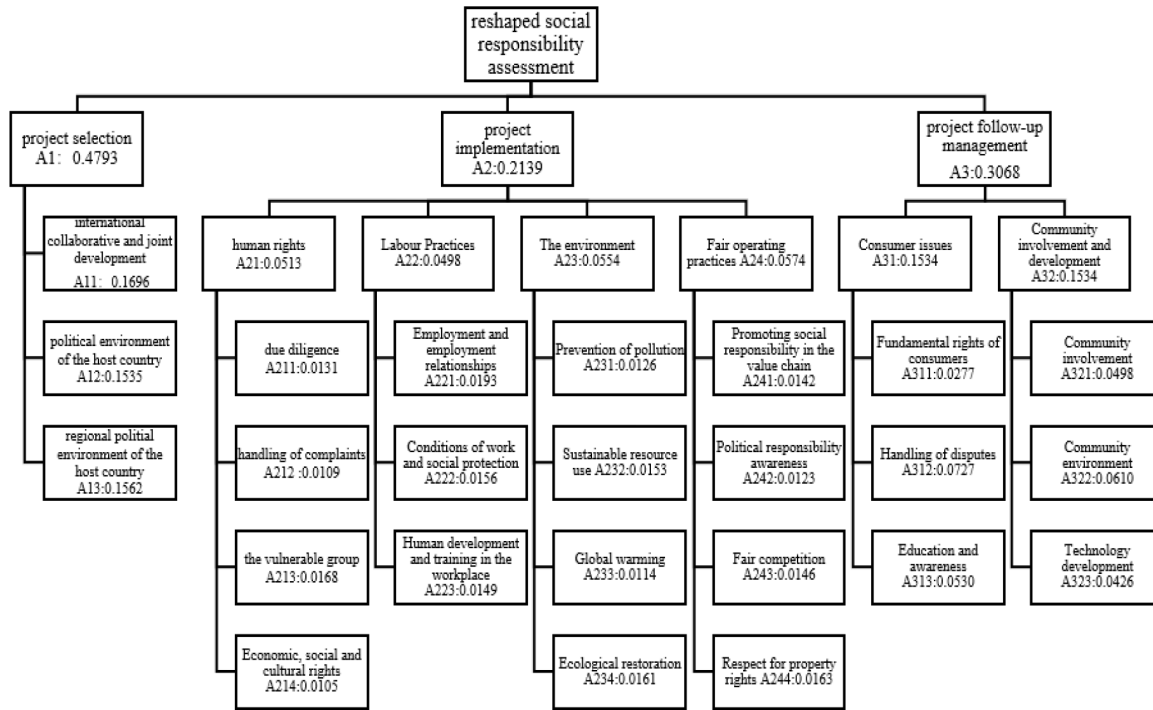 reshaped social
responsibility
assessment
project selection
A1: 0.4793
project
implementation
A2:0.2139
project follow-up
management
A3:0.3068
international
collaborative and joint
development
A11: 0.1696
political environment
of the host country
A12:0.1535
regional politial
environment of the
host country
A13:0.1562
human rights
A21:0.0513
due diligence
A211:0.0131
handling of complaints
A212 :0.0109
the vulnerable group
A213:0.0168
Economic, social and
cultural rights
A214:0.0105
Labour Practices
A22:0.0498
Employment and
employment
relationships
A221:0.0193
Conditions of work
and social protection
A222:0.0156
Human development
and training in the
workplace
A223:0.0149
The environment
A23:0.0554
Prevention of pollution
A231:0.0126
Sustainable resource
use A232:0.0153
Global warming
A233:0.0114
Ecological restoration
A234:0.0161
Fair operating
practices A24:0.0574
Promoting social
responsibility in the
value chain
A241:0.0142
Political responsibility
awareness
A242:0.0123
Fair competition
A243:0.0146
Respect for property
rights A244:0.0163
Consumer issues
A31:0.1534
Fundamental rights of
consumers
A311:0.0277
Handling of disputes
A312:0.0727
Education and
awareness
A313:0.0530
Community
involvement and
development
A32:0.1534
Community
involvement
A321:0.0498
Community
environment
A322:0.0610
Technology
development
A323:0.0426